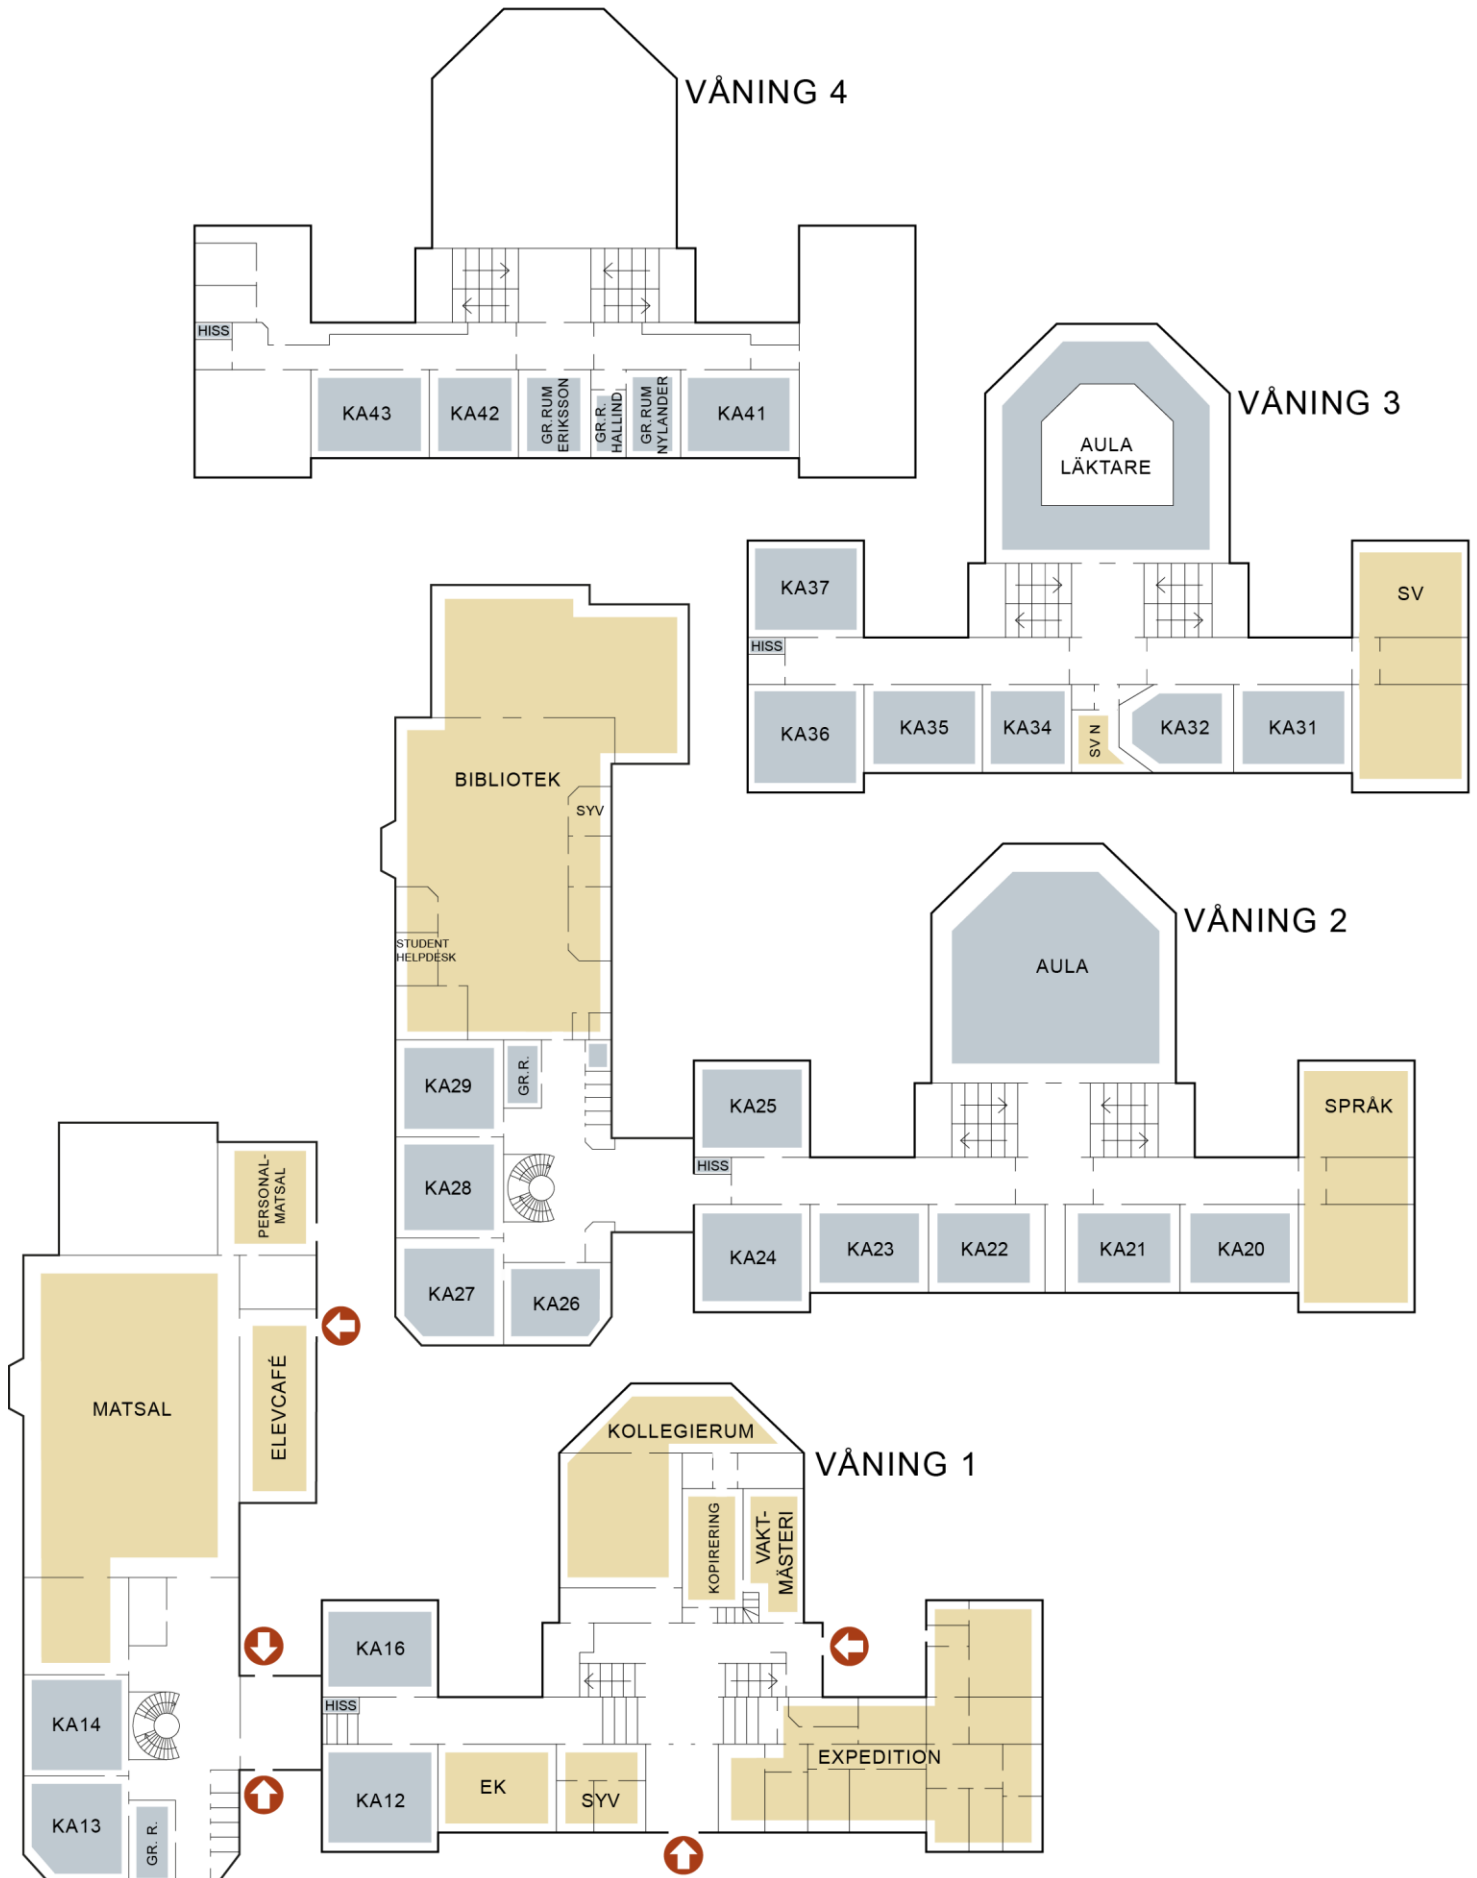 VÅNING 4
HISS
KA43
KA42
GR.RUM
ERIKSSON
GR.R.
HALLIND
GR.RUM
NYLANDER
KA41
VÅNING 3
AULA
LÄKTARE
KA37
SV
HISS
KA36
KA35
KA34
SV N
KA32
KA31
BIBLIOTEK
SYV
STUDENT
HELPDESK
VÅNING 2
AULA
KA29
GR.R.
KA25
SPRÅK
HISS
KA28
KA24
KA23
KA22
KA21
KA20
KA27
KA26
PERSONAL-
MATSAL
MATSAL
ELEVCAFÉ
VÅNING 1
KOLLEGIERUM
KOPIRERING
VAKT-
MÄSTERI
KA16
HISS
KA14
EXPEDITION
KA12
EK
SYV
KA13
GR. R.